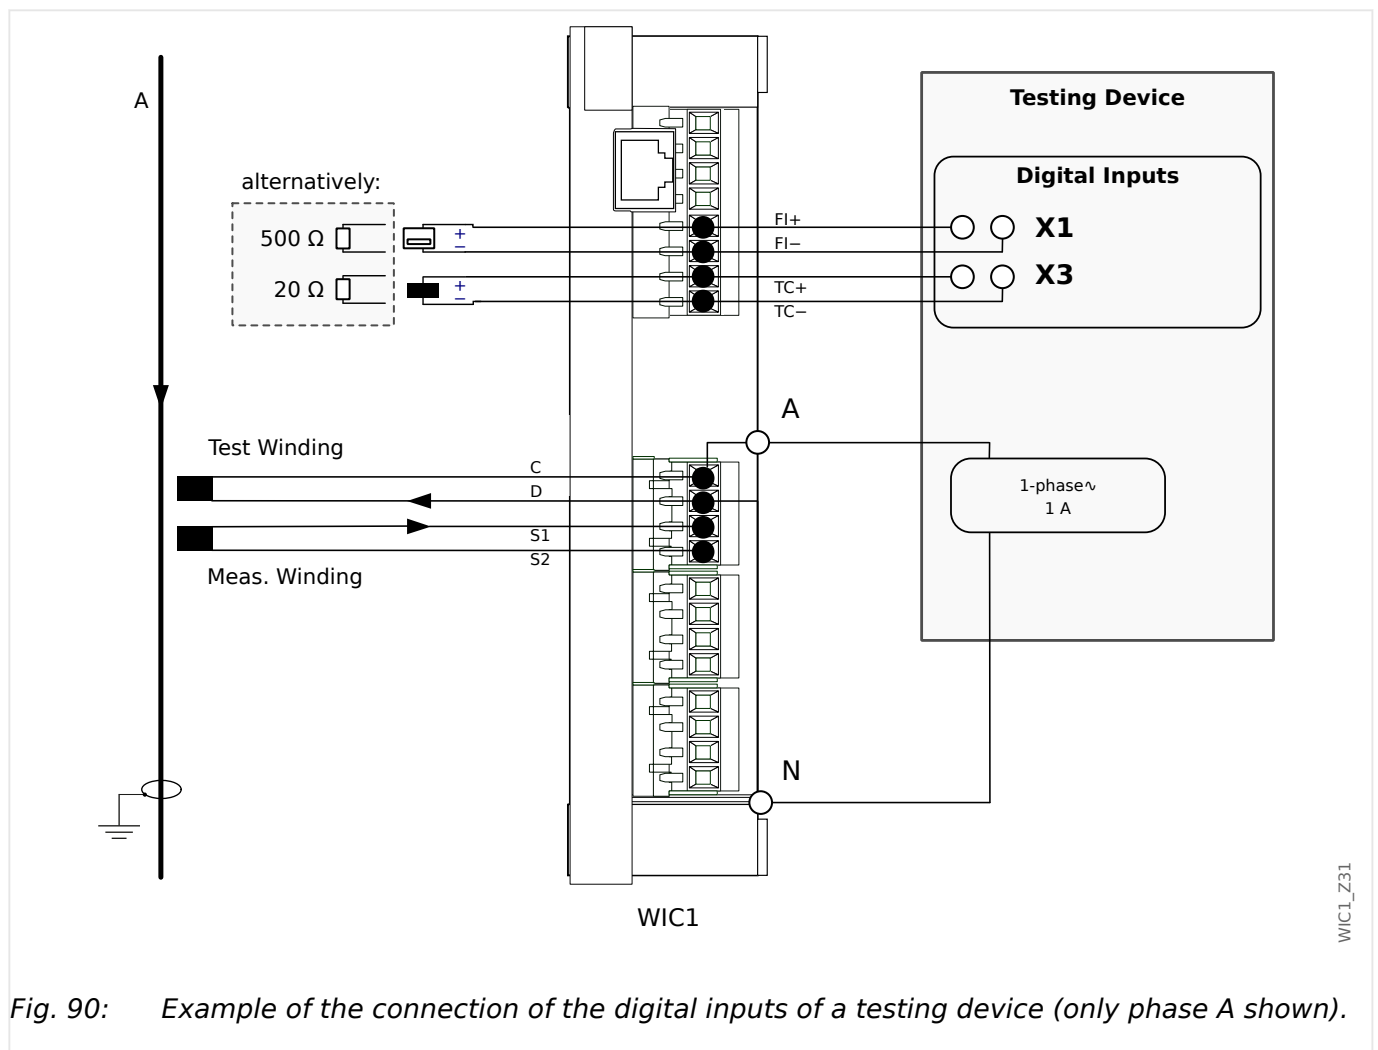 A
Testing Device
Digital Inputs
alternatively:
500 Ω
+
−
FI+
FI−
X1
20 Ω
+
−
TC+
TC−
X3
A
Test Winding
C
D
S1
S2
Meas. Winding
1-phase∿
1 A
N
WIC1
WIC1_Z31
Fig. 90: Example of the connection of the digital inputs of a testing device (only phase A shown).